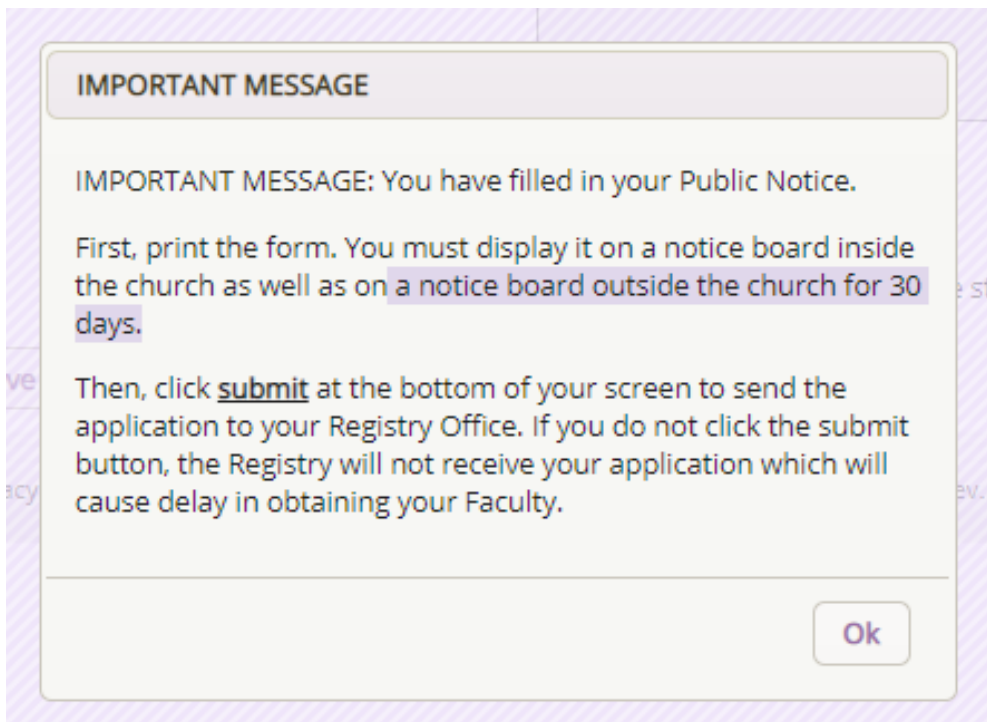 IMPORTANT MESSAGE
IMPORTANT MESSAGE: You have filled in your Public Notice.
First, print the form. You must display it on a notice board inside
the church as well as on a notice board outside the church for 30
days.
Then, click submit at the bottom of your screen to send the
application to your Registry Office. If you do not click the submit
button, the Registry will not receive your application which will
cause delay in obtaining your Faculty.
Ok